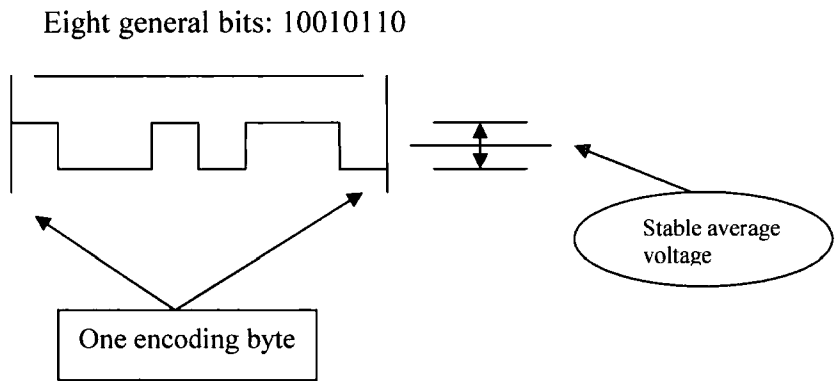 Eight general bits: 10010110
Stable average
voltage
One encoding byte